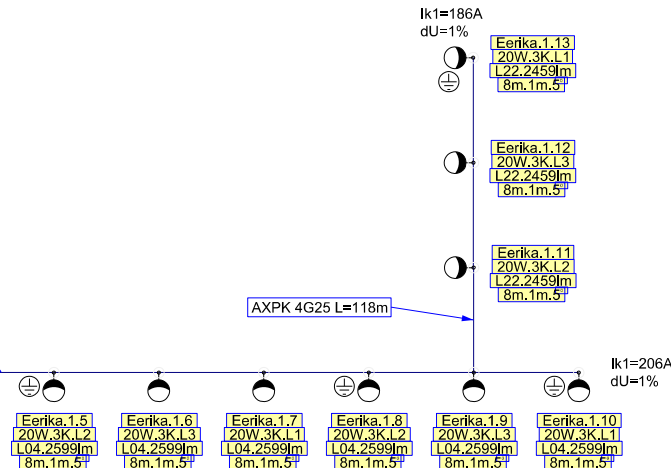 Ik1=186A
dU=1%
Eerika.1.13
20W.3K.L1
L22.2459lm
8m.1m.5
Eerika.1.12
20W.3K.L3
L22.2459lm
8m.1m.5
Eerika.1.11
20W.3K.L2
L22.2459lm
8m.1m.5
AXPK 4G25 L=118m
Ik1=206A
dU=1%
Eerika.1.5
20W.3K.L2
L04.2599lm
8m.1m.5
Eerika.1.6
20W.3K.L3
L04.2599lm
8m.1m.5
Eerika.1.7
20W.3K.L1
L04.2599lm
8m.1m.5
Eerika.1.8
20W.3K.L2
L04.2599lm
8m.1m.5
Eerika.1.9
20W.3K.L3
L04.2599lm
8m.1m.5
Eerika.1.10
20W.3K.L1
L04.2599lm
8m.1m.5